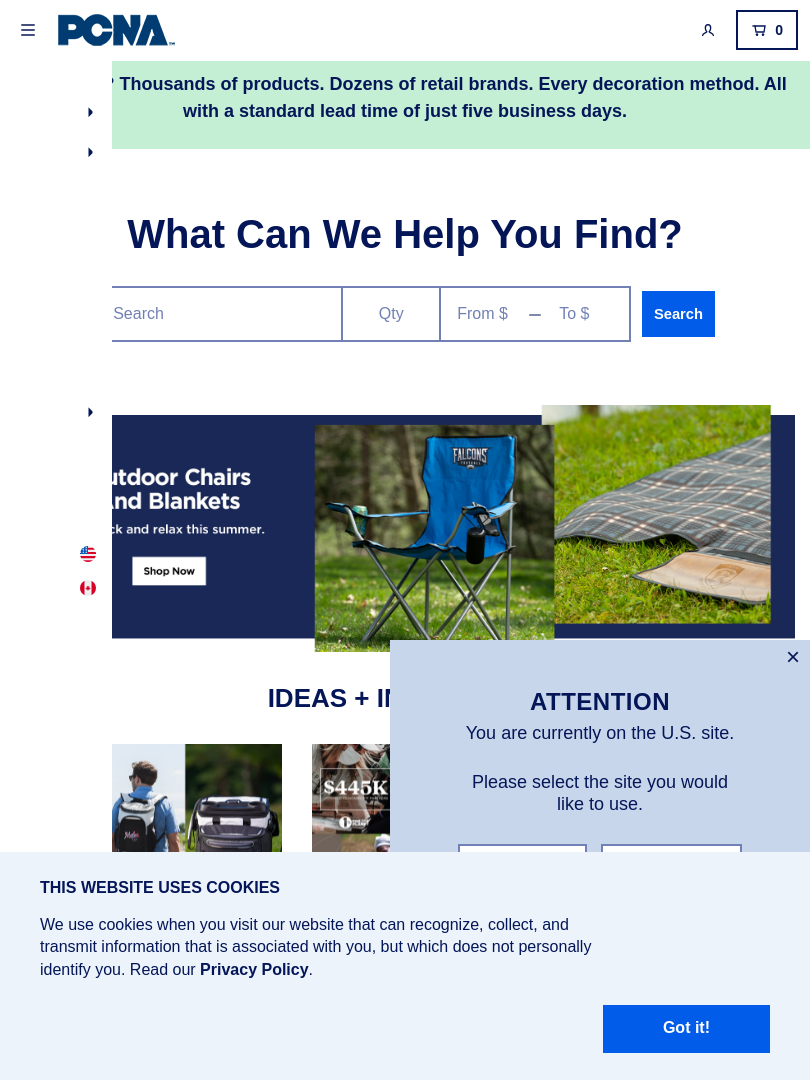 PCNA
0
? Thousands of products. Dozens of retail brands. Every decoration method. All
with a standard lead time of just five business days.
What Can We Help You Find?
Search
Qty
From $ – To $
Search
utdoor Chairs
nd Blankets
ck and relax this summer.
Shop Now
FALCONS
IDEAS + I
$445K
ATTENTION
You are currently on the U.S. site.
Please select the site you would
like to use.
THIS WEBSITE USES COOKIES
We use cookies when you visit our website that can recognize, collect, and
transmit information that is associated with you, but which does not personally
identify you. Read our Privacy Policy.
Got it!